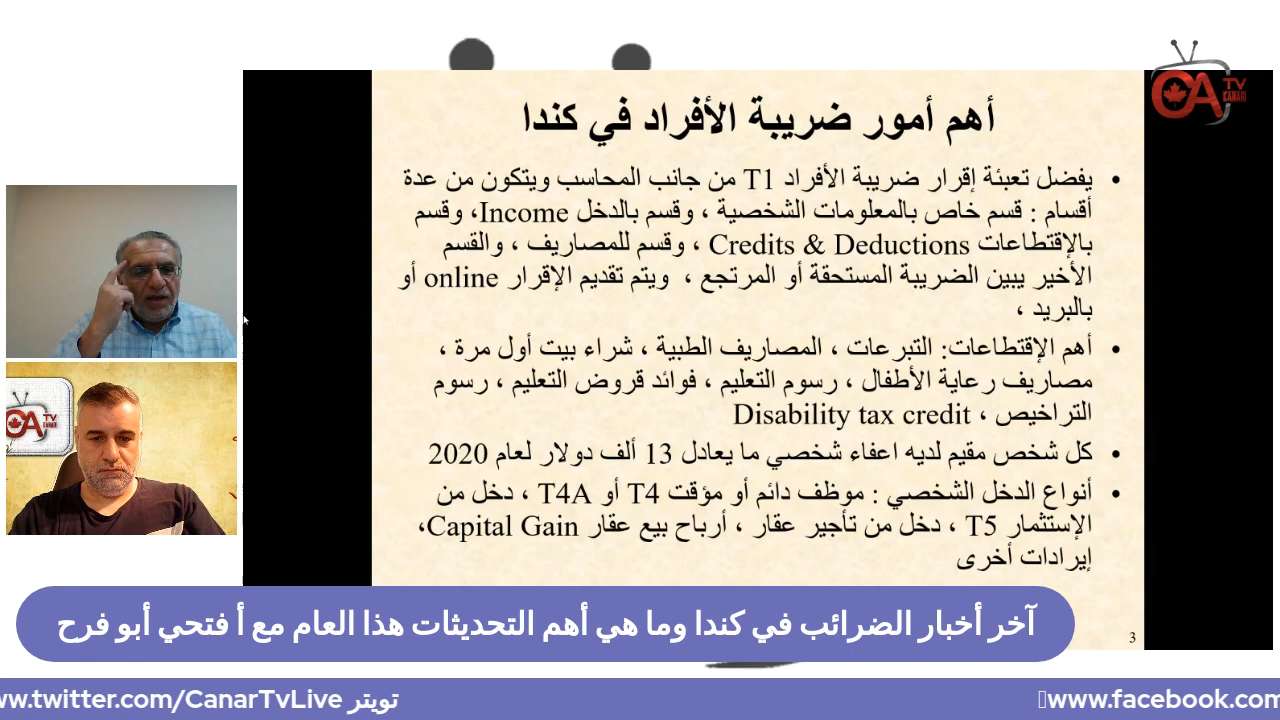 أهم أمور ضريبة الأفراد في كندا
• يفضل تعبئة إقرار ضريبة الأفراد T1 من جانب المحاسب ويتكون من عدة
أقسام : قسم خاص بالمعلومات الشخصية ، وقسم بالدخل Income، وقسم
بالإقتطاعات Credits & Deductions ، وقسم للمصاريف ، والقسم
الأخير يبين الضريبة المستحقة أو المرتجع ، ويتم تقديم الإقرار online أو
بالبريد ،
• أهم الإقتطاعات: التبرعات ، المصاريف الطبية ، شراء بيت أول مرة ،
مصاريف رعاية الأطفال ، رسوم التعليم ، فوائد قروض التعليم ، رسوم
التراخيص ، Disability tax credit
• كل شخص مقيم لديه اعفاء شخصي ما يعادل 13 ألف دولار لعام 2020
• أنواع الدخل الشخصي : موظف دائم أو مؤقت T4 أو T4A ، دخل من
الإستثمار T5 ، دخل من تأجير عقار ، أرباح بيع عقار Capital Gain،
إيرادات أخرى
3
CA TV
CANAR
CA TV
CANAR
آخر أخبار الضرائب في كندا وما هي أهم التحديثات هذا العام مع أ فتحي أبو فرح
ww.twitter.com/CanarTvLive تويتر
www.facebook.com